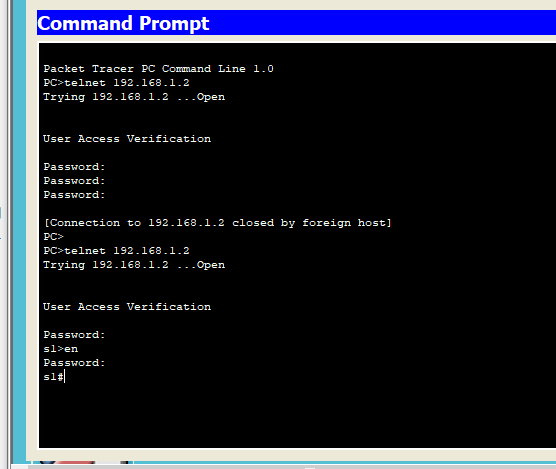 Command Prompt
Packet Tracer PC Command Line 1.0
PC>telnet 192.168.1.2
Trying 192.168.1.2 ...Open
User Access Verification
Password:
Password:
Password:
[Connection to 192.168.1.2 closed by foreign host]
PC>
PC>telnet 192.168.1.2
Trying 192.168.1.2 ...Open
User Access Verification
Password:
s1>en
Password:
s1#